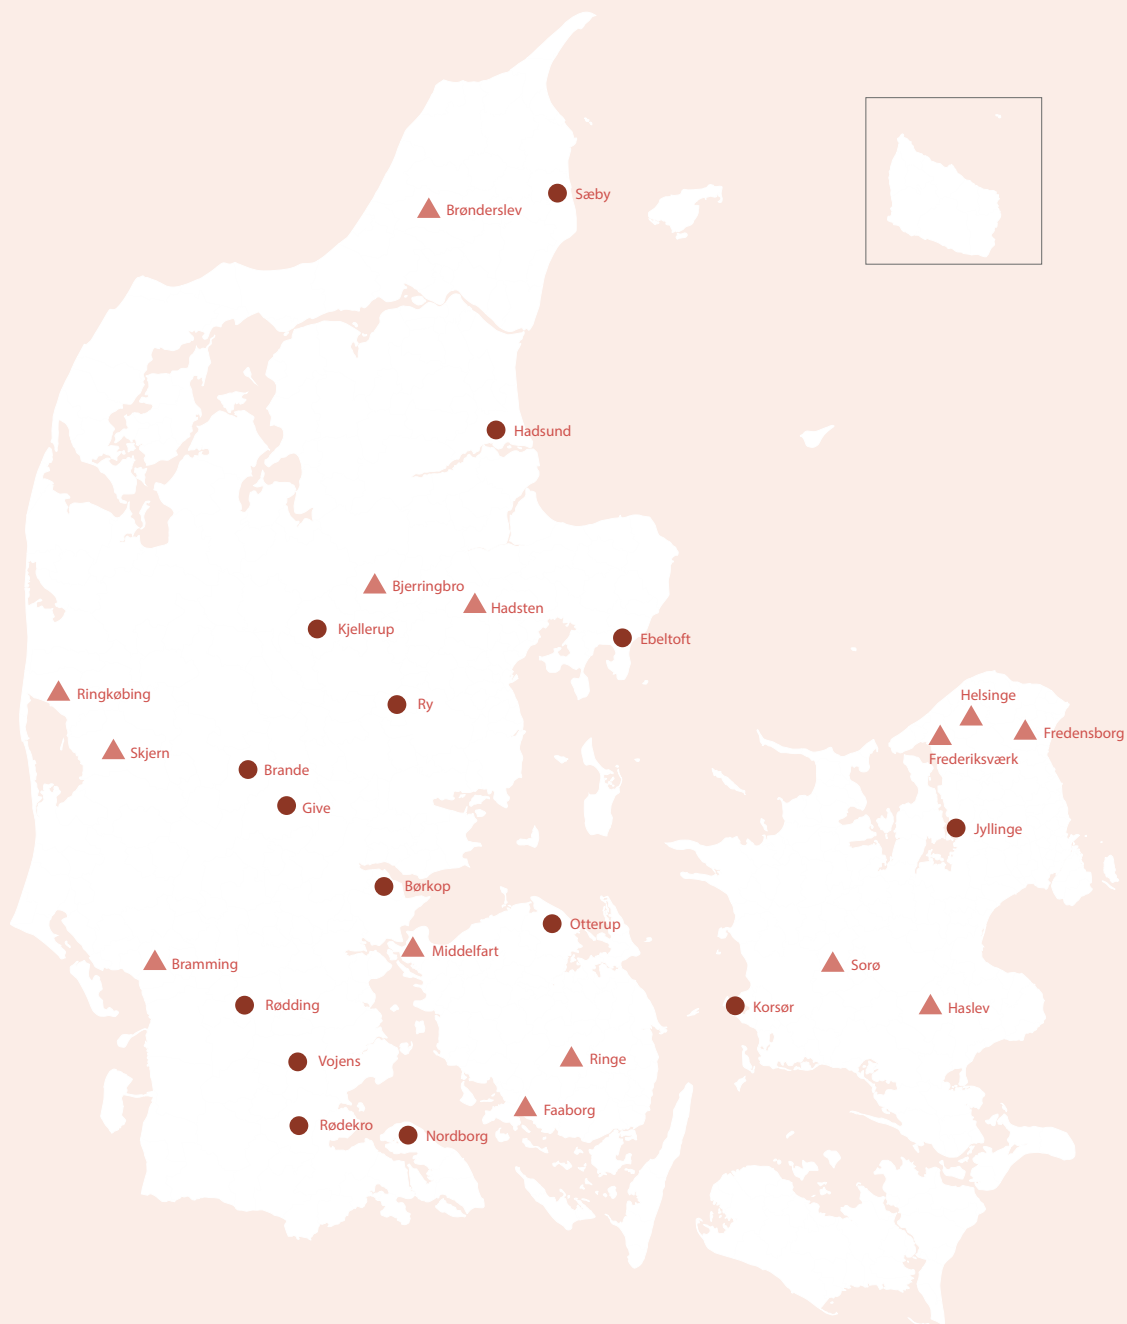 Sæby
Brønderslev
Hadsund
Bjerringbro
Hadsten
Kjellerup
Ebeltoft
Ringkøbing
Helsinge
Ry
Fredensborg
Skjern
Frederiksværk
Brande
Give
Jyllinge
Børkop
Otterup
Middelfart
Bramming
Sorø
Rødding
Korsør
Haslev
Ringe
Vojens
Faaborg
Rødekro
Nordborg